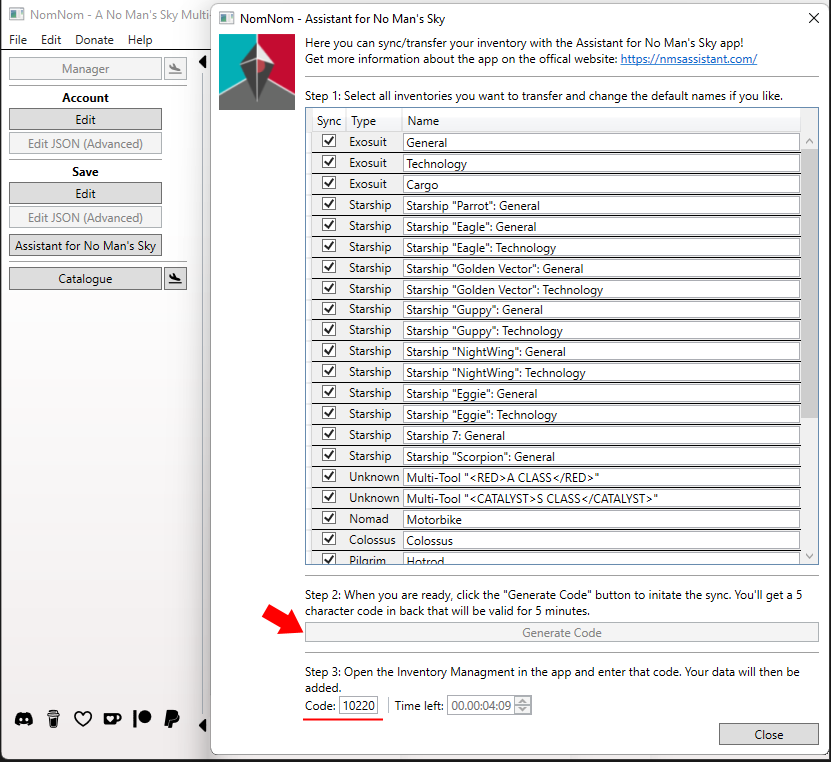 NomNom - A No Man's Sky Multi
File Edit Donate Help
Manager
Account
Edit
Edit JSON (Advanced)
Save
Edit
Edit JSON (Advanced)
Assistant for No Man's Sky
Catalogue
NomNom - Assistant for No Man's Sky
Here you can sync/transfer your inventory with the Assistant for No Man's Sky app!
Get more information about the app on the offical website: https://nmsassistant.com/
Step 1: Select all inventories you want to transfer and change the default names if you like.
Sync Type Name
Exosuit General
Exosuit Technology
Exosuit Cargo
Starship Starship "Parrot": General
Starship Starship "Eagle": General
Starship Starship "Eagle": Technology
Starship Starship "Golden Vector": General
Starship Starship "Golden Vector": Technology
Starship Starship "Guppy": General
Starship Starship "Guppy": Technology
Starship Starship "NightWing": General
Starship Starship "NightWing": Technology
Starship Starship "Eggie": General
Starship Starship "Eggie": Technology
Starship Starship 7: General
Starship Starship "Scorpion": General
Unknown Multi-Tool "<RED>A CLASS</RED>"
Unknown Multi-Tool "<CATALYST>S CLASS</CATALYST>"
Nomad Motorbike
Colossus Colossus
Pilgrim Hotrod
Step 2: When you are ready, click the "Generate Code" button to initate the sync. You'll get a 5
character code in back that will be valid for 5 minutes.
Generate Code
Step 3: Open the Inventory Managment in the app and enter that code. Your data will then be
added.
Code: 10220 Time left: 00.00:04:09
Close